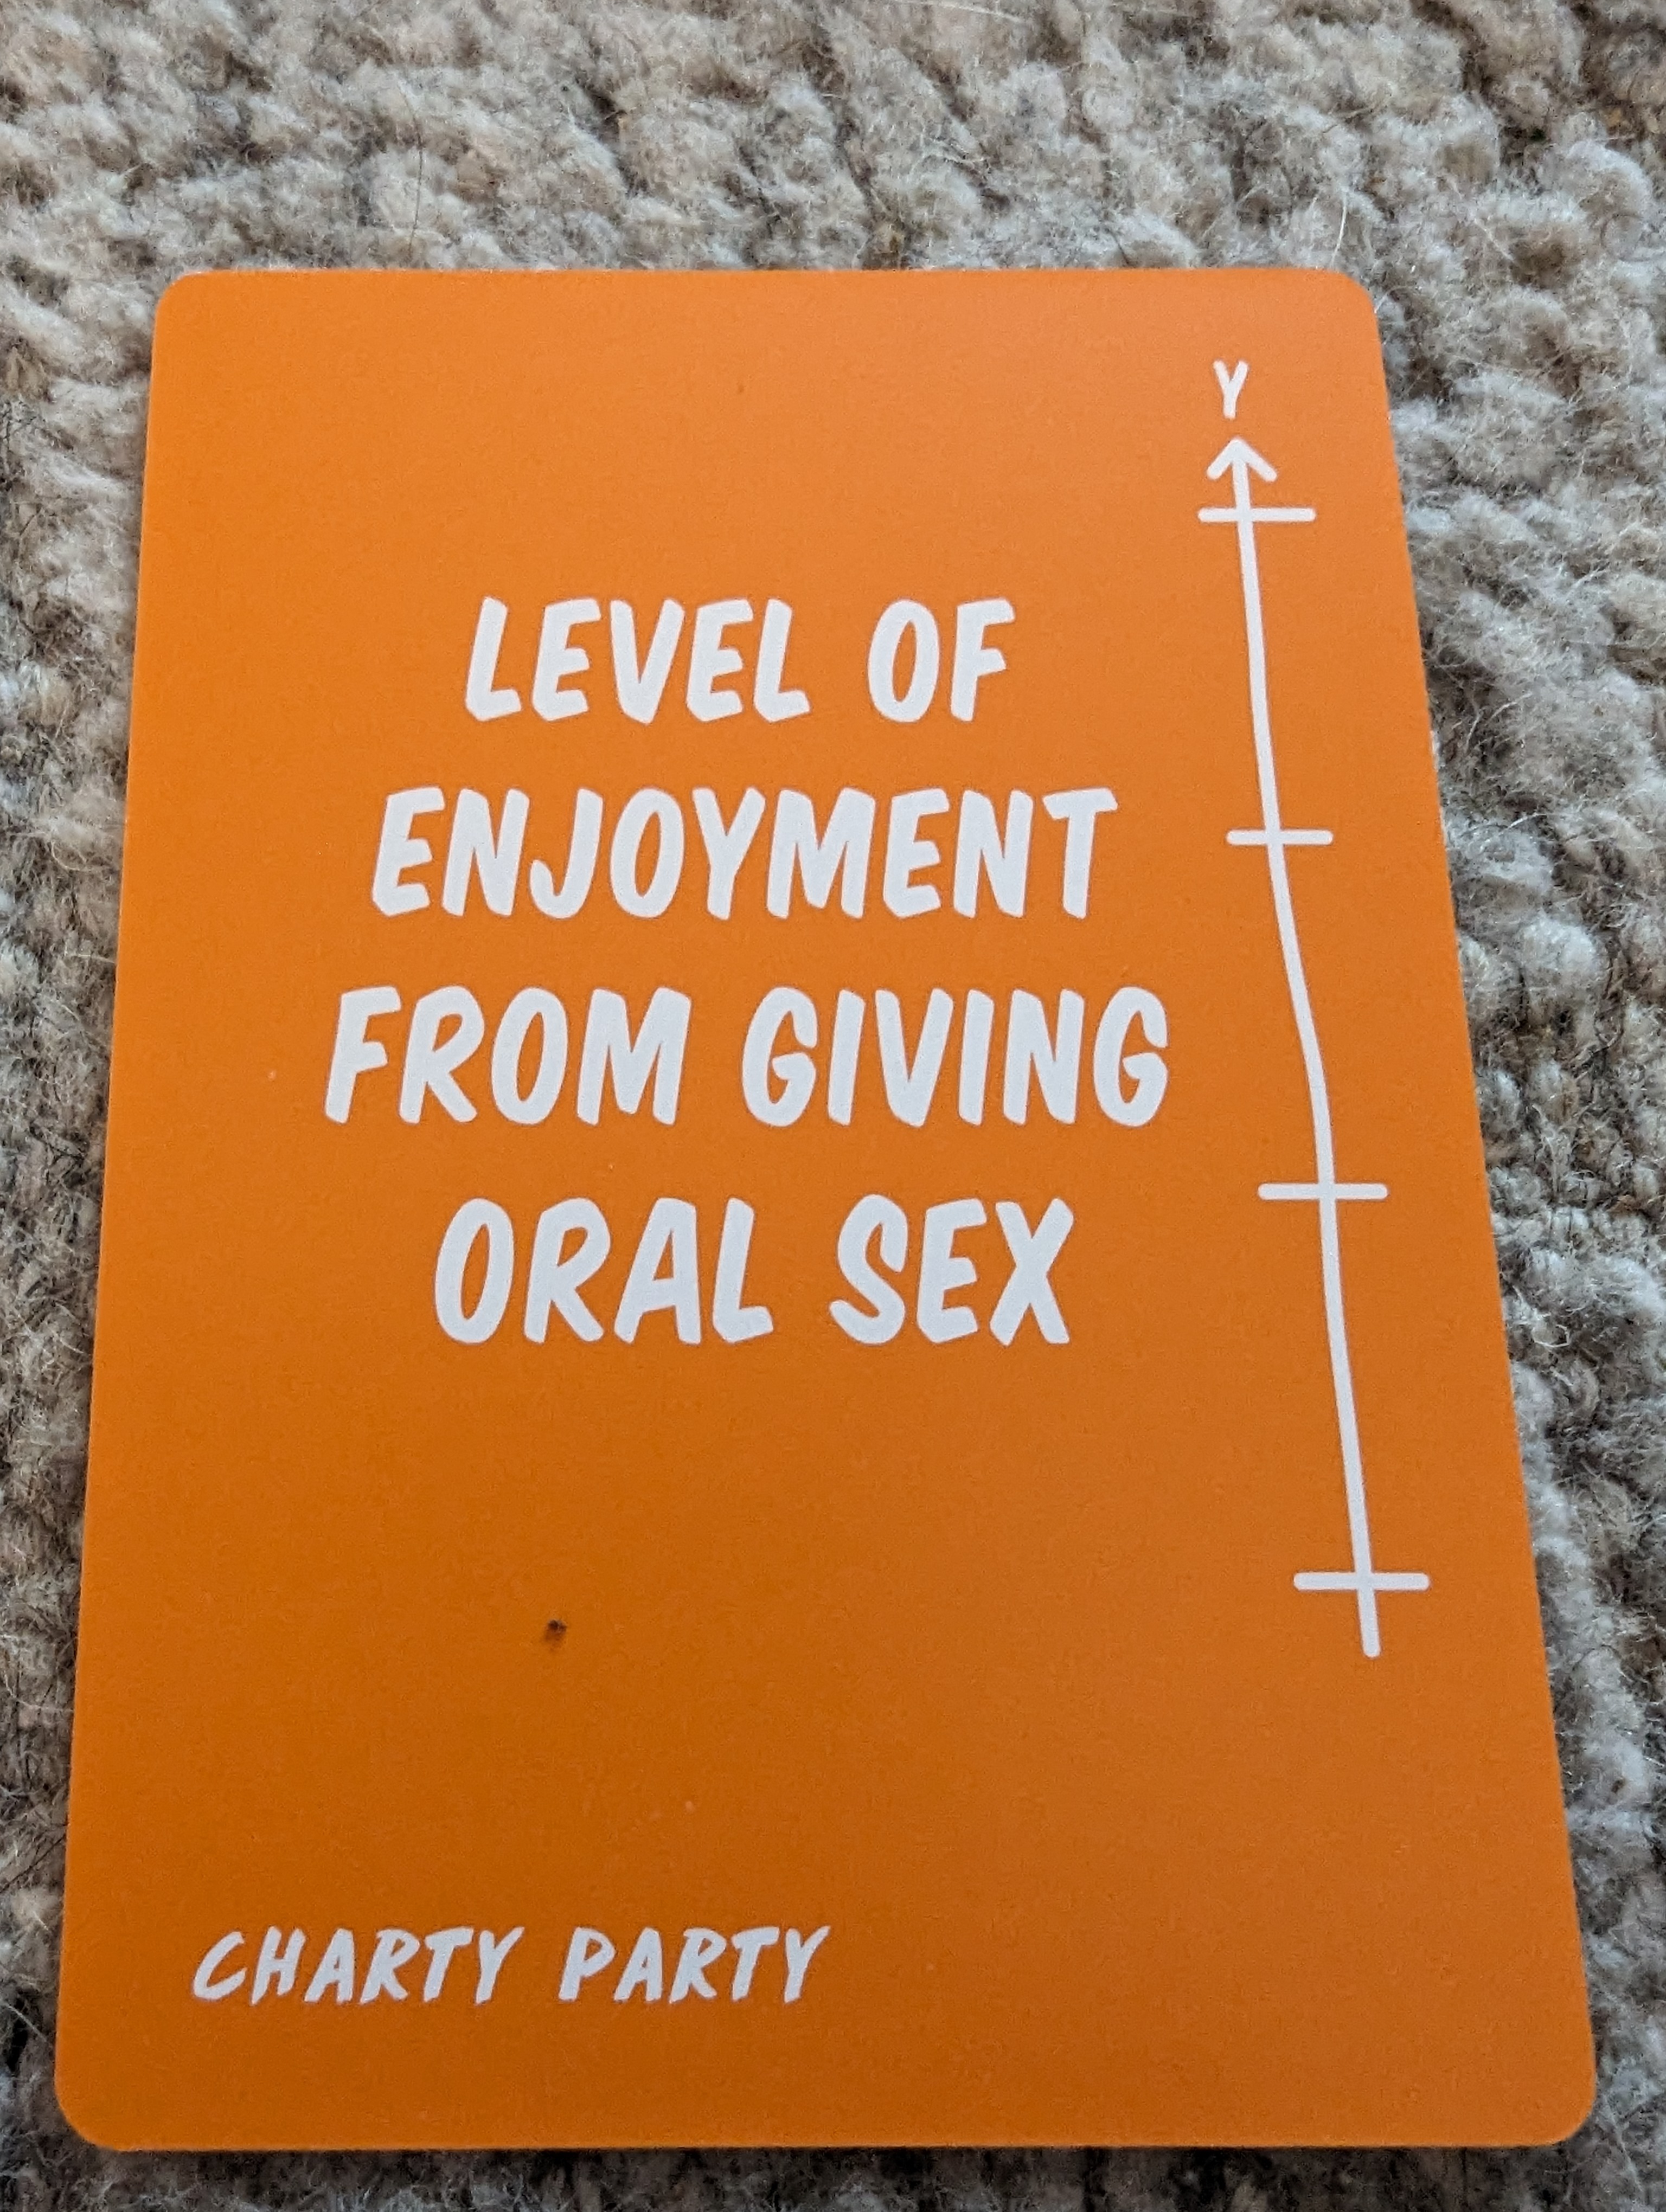 Y
LEVEL OF
ENJOYMENT
FROM GIVING
ORAL SEX
CHARTY PARTY